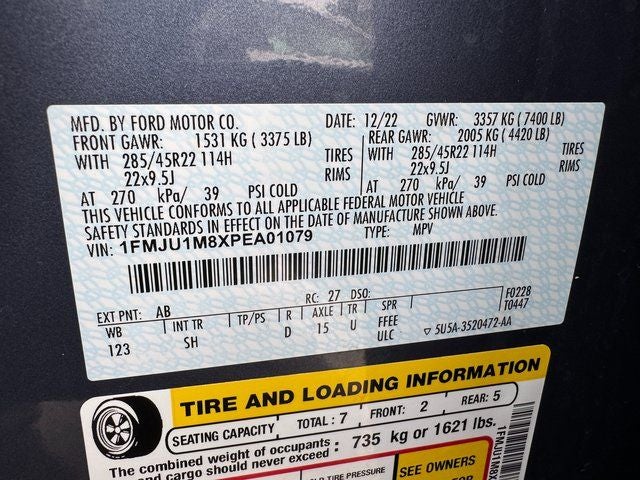 MFD. BY FORD MOTOR CO. DATE: 12/22 GVWR: 3357 KG (7400 LB)
FRONT GAWR: 1531 KG (3375 LB) REAR GAWR: 2005 KG (4420 LB)
WITH 285/45R22 114H TIRES WITH 285/45R22 114H TIRES
22x9.5J RIMS 22x9.5J RIMS
AT 270 kPa/ 39 PSI COLD AT 270 kPa/ 39 PSI COLD
THIS VEHICLE CONFORMS TO ALL APPLICABLE FEDERAL MOTOR VEHICLE
SAFETY STANDARDS IN EFFECT ON THE DATE OF MANUFACTURE SHOWN ABOVE.
VIN: 1FMJU1M8XPEA01079 TYPE: MPV
EXT PNT: AB RC: 27 DSO: F0228
WB INT TR TP/PS R AXLE TR SPR T0447
123 SH D 15 U FFEE
ULC 5U5A-3520472-AA
TIRE AND LOADING INFORMATION
SEATING CAPACITY TOTAL: 7 FRONT: 2 REAR: 5
The combined weight of occupants
and cargo should never exceed : 735 kg or 1621 lbs.
COLD TIRE PRESSURE
SEE OWNERS
1FMJU1M8X